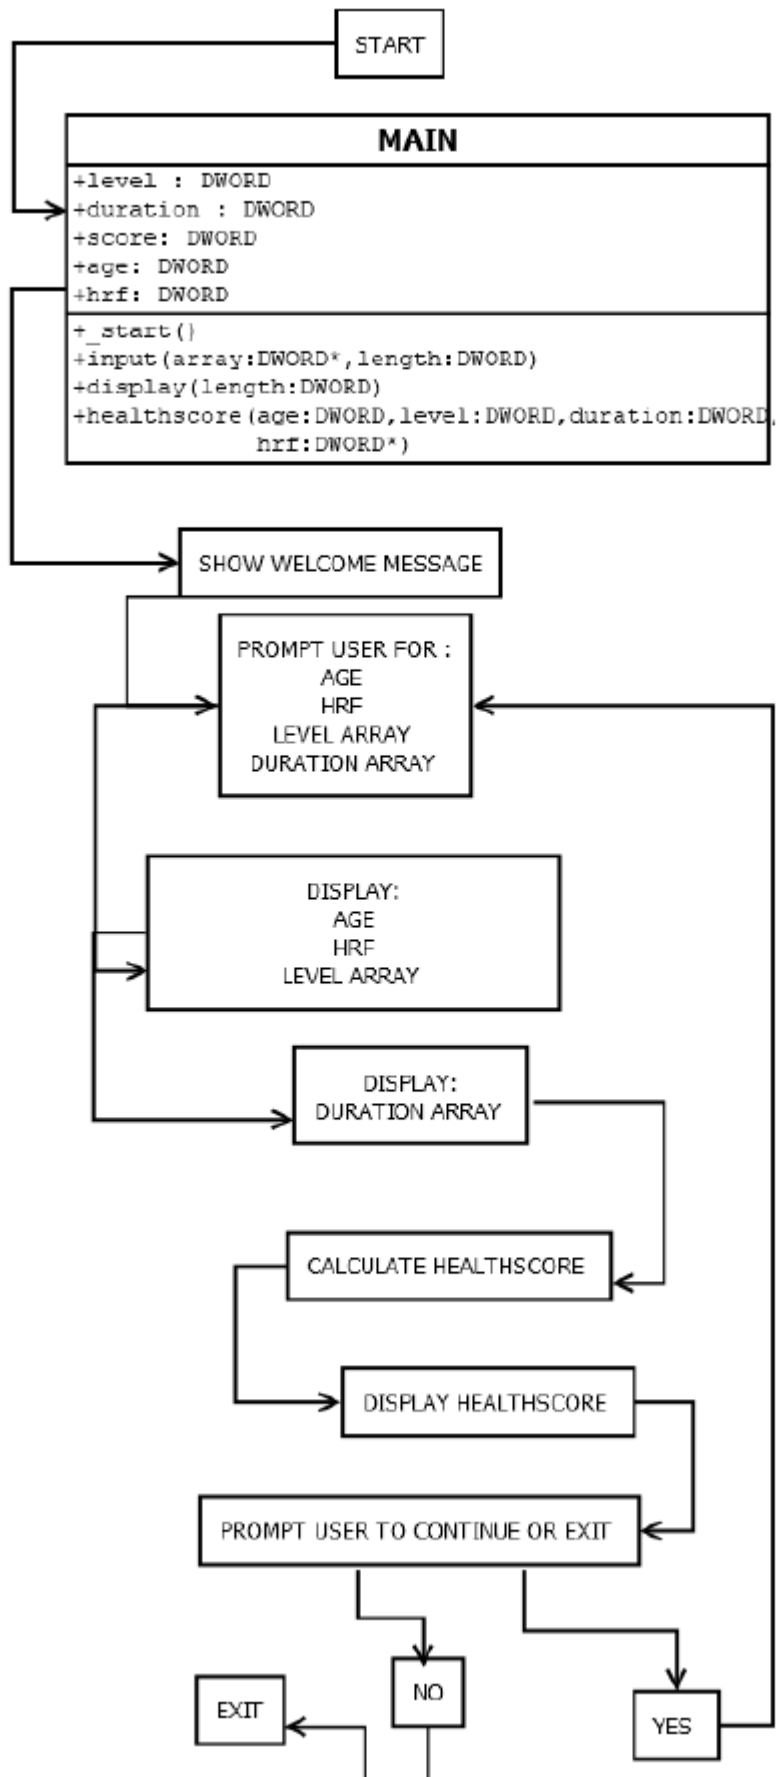 START
MAIN
+level : DWORD
+duration : DWORD
+score: DWORD
+age: DWORD
+hrf: DWORD
+_start()
+input(array:DWORD*,length:DWORD)
+display(length:DWORD)
+healthscore(age:DWORD,level:DWORD,duration:DWORD,
hrf:DWORD*)
SHOW WELCOME MESSAGE
PROMPT USER FOR :
AGE
HRF
LEVEL ARRAY
DURATION ARRAY
DISPLAY:
AGE
HRF
LEVEL ARRAY
DISPLAY:
DURATION ARRAY
CALCULATE HEALTHSCORE
DISPLAY HEALTHSCORE
PROMPT USER TO CONTINUE OR EXIT
NO
EXIT
YES